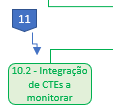 11
10.2 - Integração
de CTEs a
monitorar